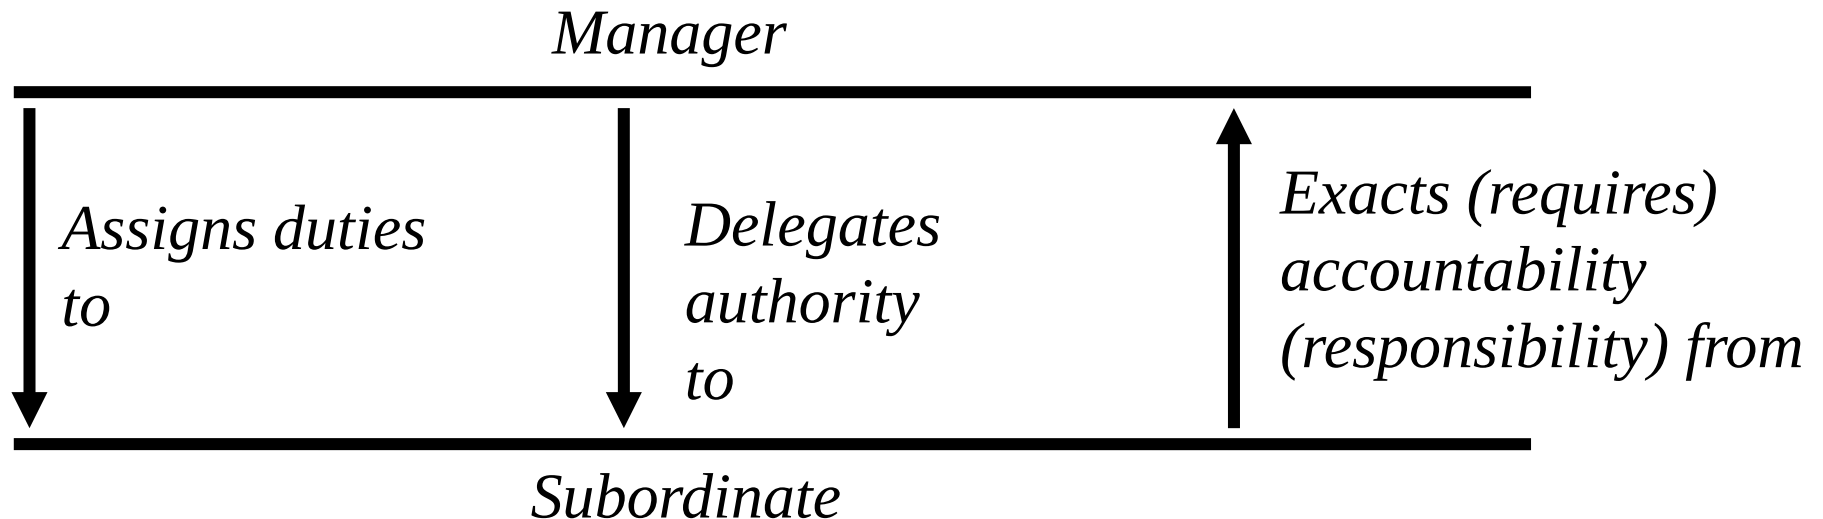 Manager
Assigns duties
to
Delegates
authority
to
Exacts (requires)
accountability
(responsibility) from
Subordinate